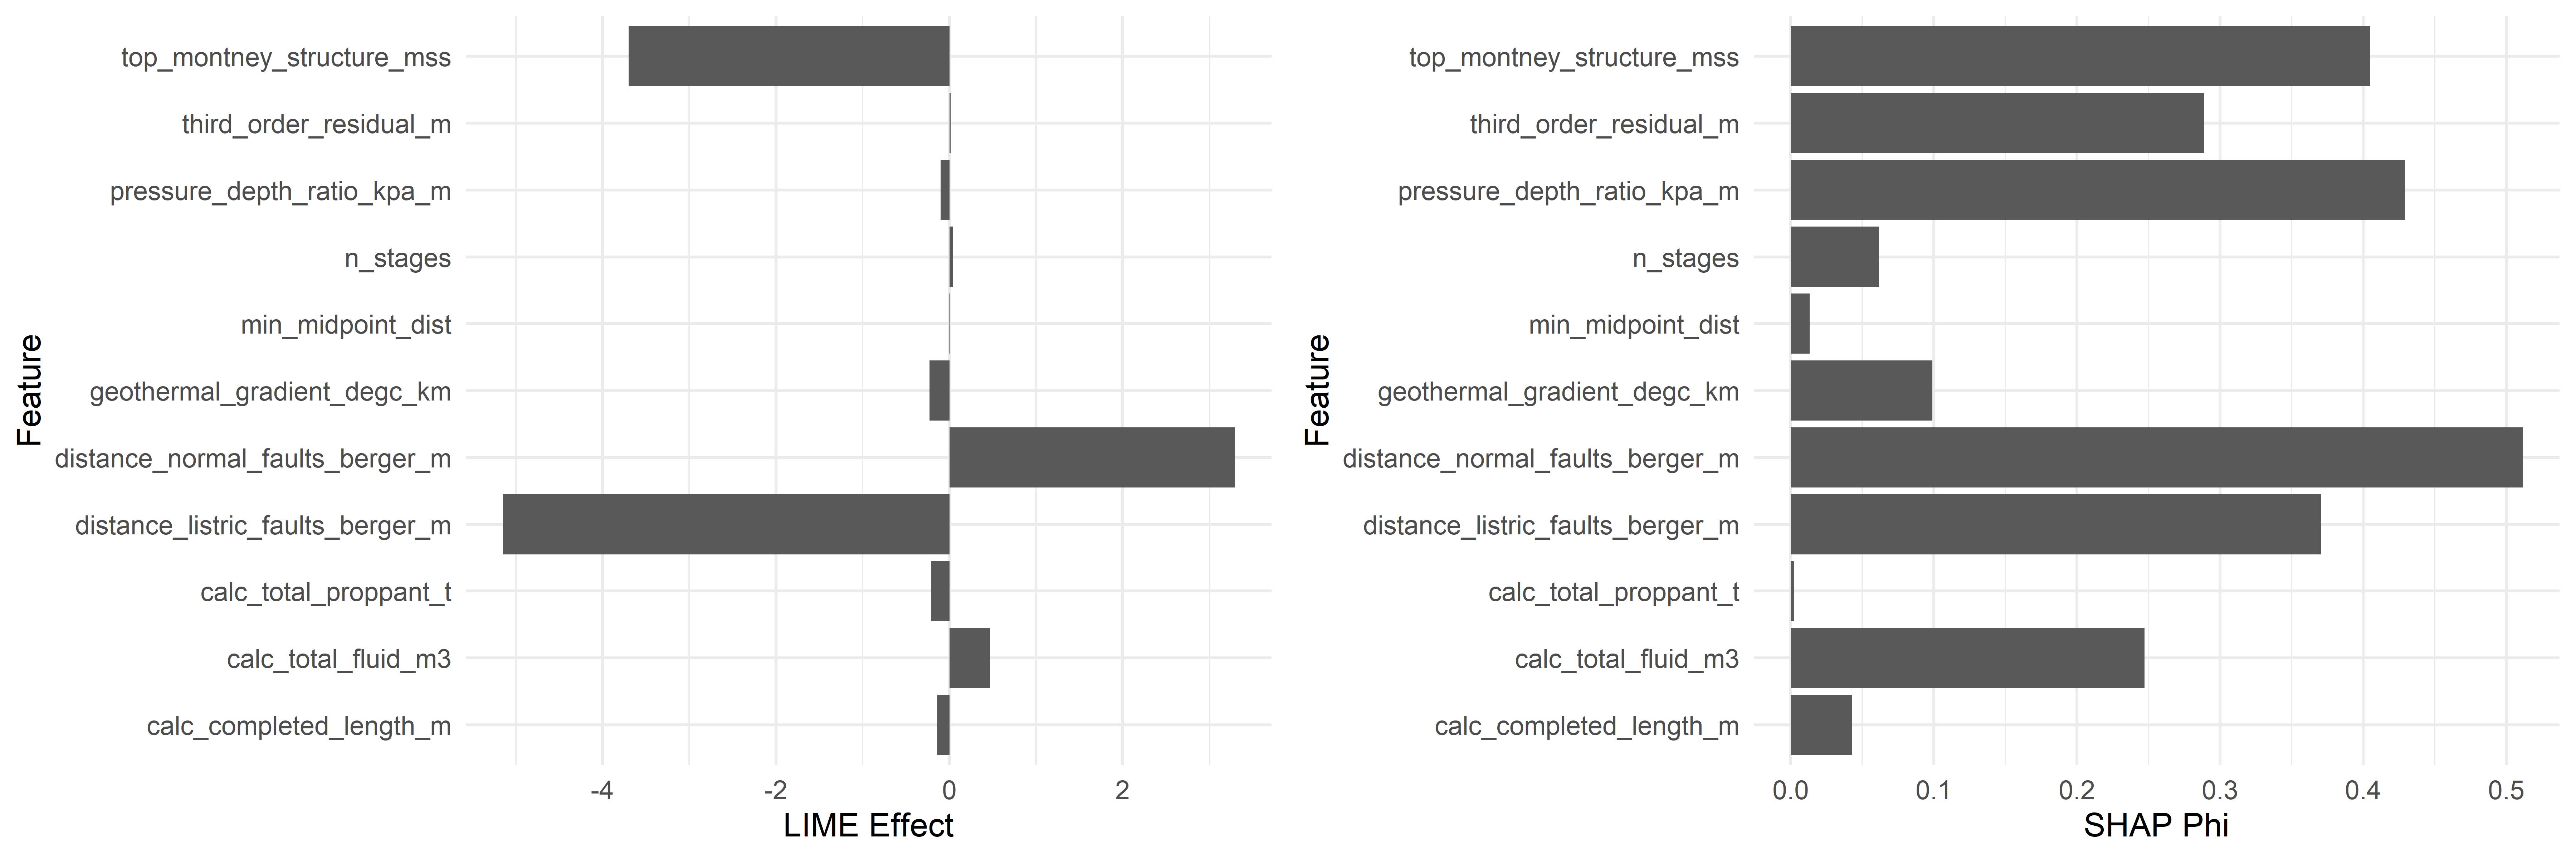 Feature
top_montney_structure_mss
third_order_residual_m
pressure_depth_ratio_kpa_m
n_stages
min_midpoint_dist
geothermal_gradient_degc_km
distance_normal_faults_berger_m
distance_listric_faults_berger_m
calc_total_proppant_t
calc_total_fluid_m3
calc_completed_length_m
-4 -2 0 2
LIME Effect
Feature
top_montney_structure_mss
third_order_residual_m
pressure_depth_ratio_kpa_m
n_stages
min_midpoint_dist
geothermal_gradient_degc_km
distance_normal_faults_berger_m
distance_listric_faults_berger_m
calc_total_proppant_t
calc_total_fluid_m3
calc_completed_length_m
0.0 0.1 0.2 0.3 0.4 0.5
SHAP Phi